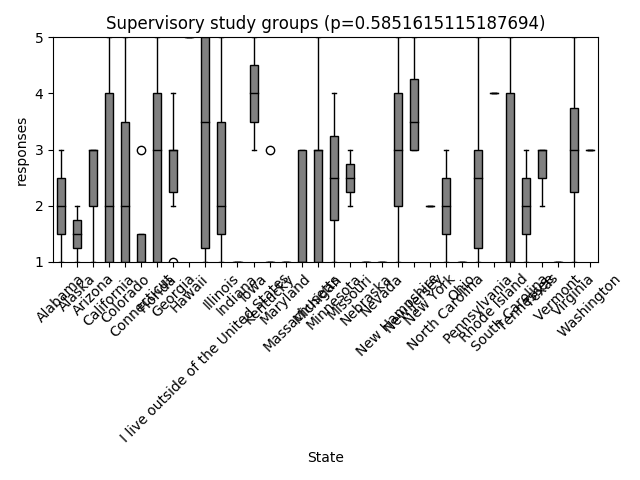 Supervisory study groups (p=0.5851615115187694)
responses
5
4
3
2
1
Alabama
Alaska
Arizona
California
Colorado
Connecticut
Florida
Georgia
Hawaii
I live outside of the United States
Illinois
Indiana
Iowa
Kentucky
Maryland
Massachusetts
Michigan
Minnesota
Missouri
Nebraska
Nevada
New Hampshire
New Jersey
New York
North Carolina
Ohio
Pennsylvania
Rhode Island
South Carolina
Tennessee
Texas
Vermont
Virginia
Washington
State